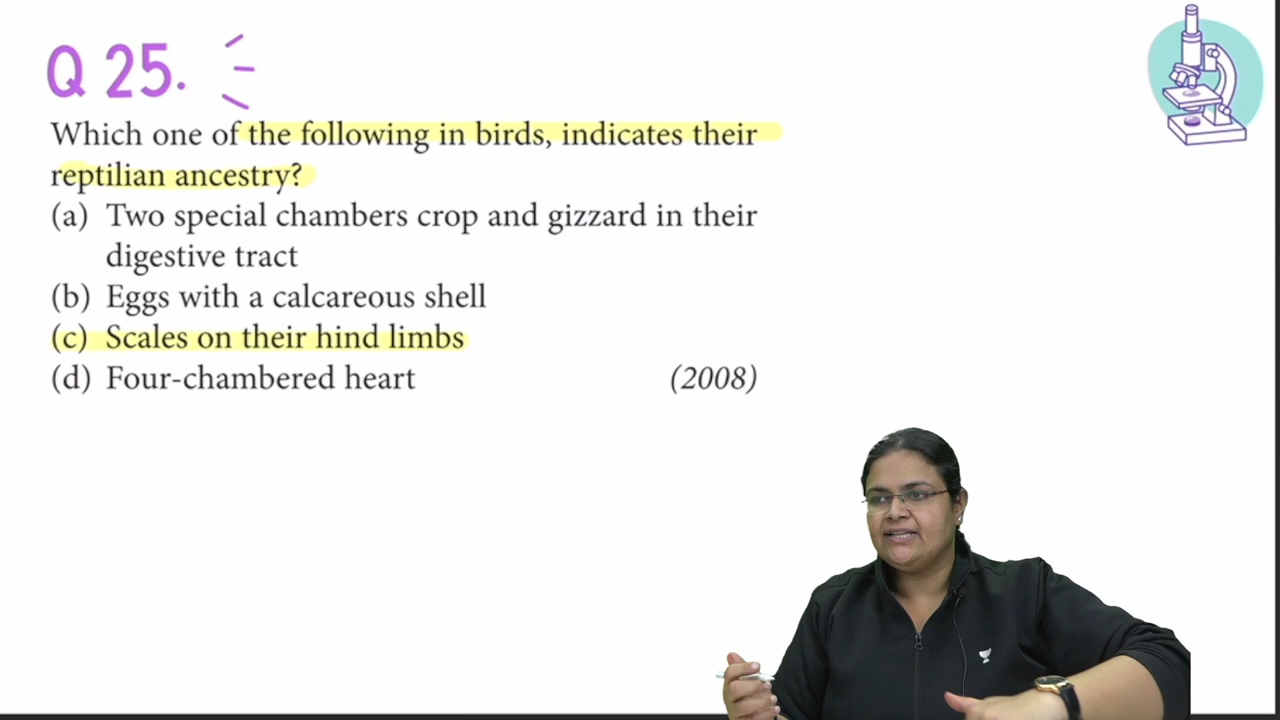 Q 25.
Which one of the following in birds, indicates their
reptilian ancestry?
(a) Two special chambers crop and gizzard in their
digestive tract
(b) Eggs with a calcareous shell
(c) Scales on their hind limbs
(d) Four-chambered heart (2008)